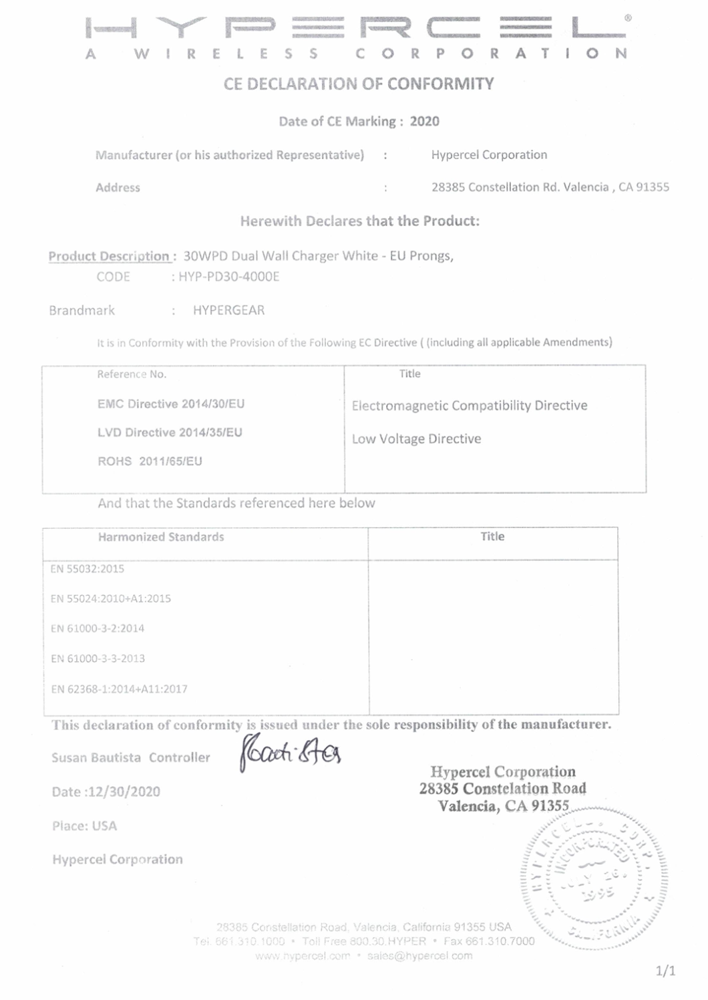 HYPERCEL®
A WIRELESS CORPORATION
CE DECLARATION OF CONFORMITY
Date of CE Marking : 2020
Manufacturer (or his authorized Representative) : Hypercel Corporation
Address : 28385 Constellation Rd. Valencia , CA 91355
Herewith Declares that the Product:
Product Description : 30WPD Dual Wall Charger White - EU Prongs,
CODE : HYP-PD30-4000E
Brandmark : HYPERGEAR
It is in Conformity with the Provision of the Following EC Directive ( (including all applicable Amendments)
Reference No. Title
EMC Directive 2014/30/EU Electromagnetic Compatibility Directive
LVD Directive 2014/35/EU Low Voltage Directive
ROHS 2011/65/EU
And that the Standards referenced here below
Harmonized Standards Title
EN 55032:2015
EN 55024:2010+A1:2015
EN 61000-3-2:2014
EN 61000-3-3-2013
EN 62368-1:2014+A11:2017
This declaration of conformity is issued under the sole responsibility of the manufacturer.
Susan Bautista Controller
Date :12/30/2020
Place: USA
Hypercel Corporation
Hypercel Corporation
28385 Constelation Road
Valencia, CA 91355
HYPERCEL, CORP.
INCORPORATED
JULY 26,
1995
CALIFORNIA
28385 Constellation Road, Valencia, California 91355 USA
Tel. 661.310.1000 • Toll Free 800.30.HYPER • Fax 661.310.7000
www.hypercel.com • sales@hypercel.com
1/1